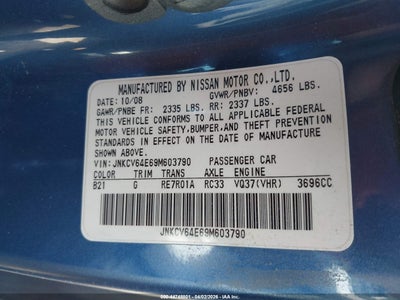 MANUFACTURED BY NISSAN MOTOR CO.,LTD.
DATE: 10/08 GVWR/PNBV: 4656 LBS.
GAWR/PNBE FR: 2335 LBS. RR: 2337 LBS.
THIS VEHICLE CONFORMS TO ALL APPLICABLE FEDERAL
MOTOR VEHICLE SAFETY,BUMPER,AND THEFT PREVENTION
STANDARDS IN EFFECT ON THE DATE OF MANUFACTURE
SHOWN ABOVE.
VIN: JNKCV64E69M603790 PASSENGER CAR
COLOR TRIM TRANS AXLE ENGINE
B21 G RE7R01A RC33 VQ37(VHR) 3696CC
JNKCV64E69M603790